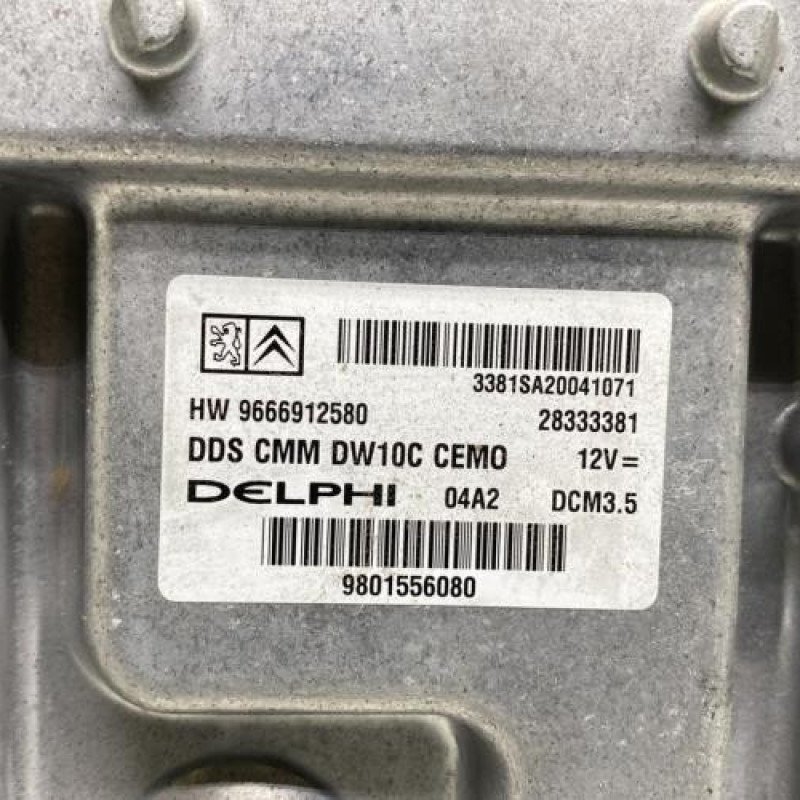 3381SA20041071
HW 9666912580 28333381
DDS CMM DW10C CEMO 12V=
DELPHI 04A2 DCM3.5
9801556080